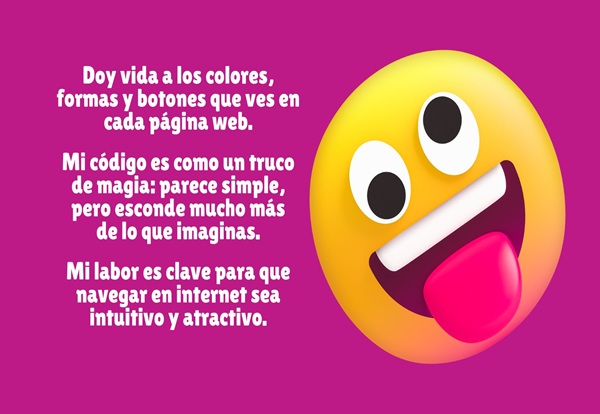 Doy vida a los colores,
formas y botones que ves en
cada página web.
Mi código es como un truco
de magia: parece simple,
pero esconde mucho más
de lo que imaginas.
Mi labor es clave para que
navegar en internet sea
intuitivo y atractivo.